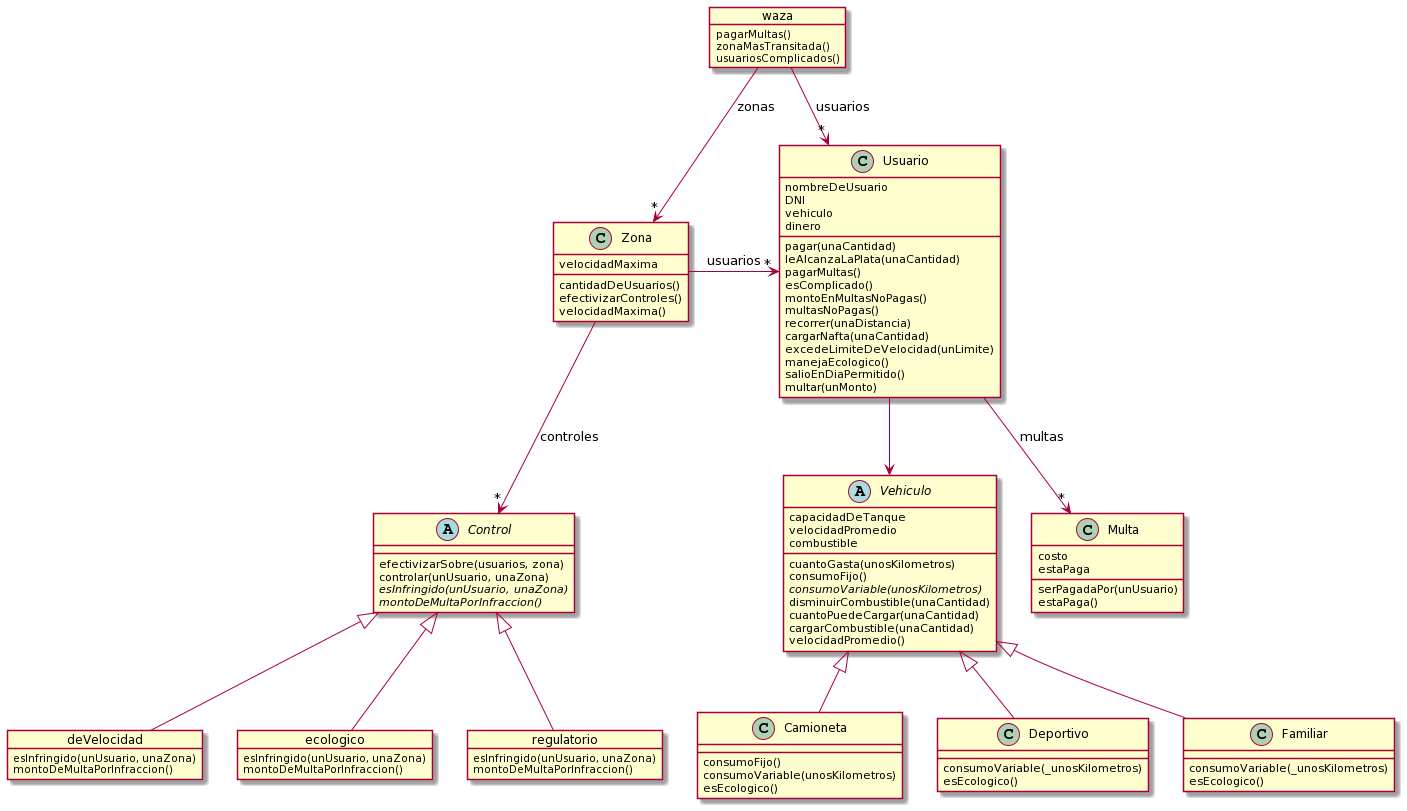 waza
pagarMultas()
zonaMasTransitada()
usuariosComplicados()
zonas
usuarios
*
*
C Usuario
nombreDeUsuario
DNI
vehiculo
dinero
pagar(unaCantidad)
leAlcanzaLaPlata(unaCantidad)
pagarMultas()
esComplicado()
montoEnMultasNoPagas()
multasNoPagas()
recorrer(unaDistancia)
cargarNafta(unaCantidad)
excedeLimiteDeVelocidad(unLimite)
manejaEcologico()
salioEnDiaPermitido()
multar(unMonto)
C Zona
velocidadMaxima
cantidadDeUsuarios()
efectivizarControles()
velocidadMaxima()
usuarios
*
controles
*
multas
*
A Control
efectivizarSobre(usuarios, zona)
controlar(unUsuario, unaZona)
esInfringido(unUsuario, unaZona)
montoDeMultaPorInfraccion()
A Vehiculo
capacidadDeTanque
velocidadPromedio
combustible
cuantoGasta(unosKilometros)
consumoFijo()
consumoVariable(unosKilometros)
disminuirCombustible(unaCantidad)
cuantoPuedeCargar(unaCantidad)
cargarCombustible(unaCantidad)
velocidadPromedio()
C Multa
costo
estaPaga
serPagadaPor(unUsuario)
estaPaga()
deVelocidad
esInfringido(unUsuario, unaZona)
montoDeMultaPorInfraccion()
ecologico
esInfringido(unUsuario, unaZona)
montoDeMultaPorInfraccion()
regulatorio
esInfringido(unUsuario, unaZona)
montoDeMultaPorInfraccion()
C Camioneta
consumoFijo()
consumoVariable(unosKilometros)
esEcologico()
C Deportivo
consumoVariable(_unosKilometros)
esEcologico()
C Familiar
consumoVariable(_unosKilometros)
esEcologico()